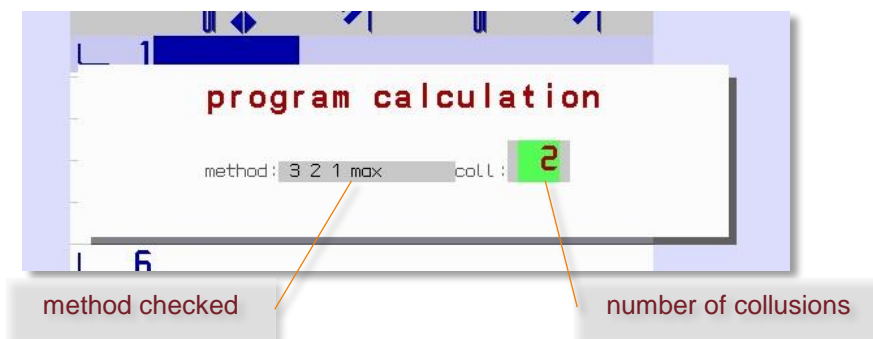 1
program calculation
method: 3 2 1 max coll: 2
6
method checked number of collusions